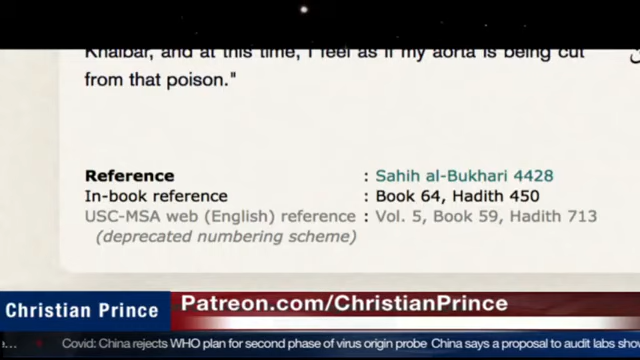 Khaibar, and at this time, I feel as if my aorta is being cut
from that poison."
Reference : Sahih al-Bukhari 4428
In-book reference : Book 64, Hadith 450
USC-MSA web (English) reference : Vol. 5, Book 59, Hadith 713
(deprecated numbering scheme)
Christian Prince
Patreon.com/ChristianPrince
e... Covid: China rejects WHO plan for second phase of virus origin probe China says a proposal to audit labs sho